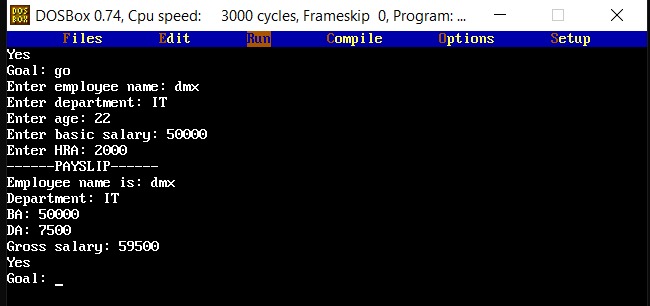 DOS BOX
DOSBox 0.74, Cpu speed: 3000 cycles, Frameskip 0, Program: ...
Files Edit Run Compile Options Setup
Yes
Goal: go
Enter employee name: dmx
Enter department: IT
Enter age: 22
Enter basic salary: 50000
Enter HRA: 2000
------PAYSLIP------
Employee name is: dmx
Department: IT
BA: 50000
DA: 7500
Gross salary: 59500
Yes
Goal: _